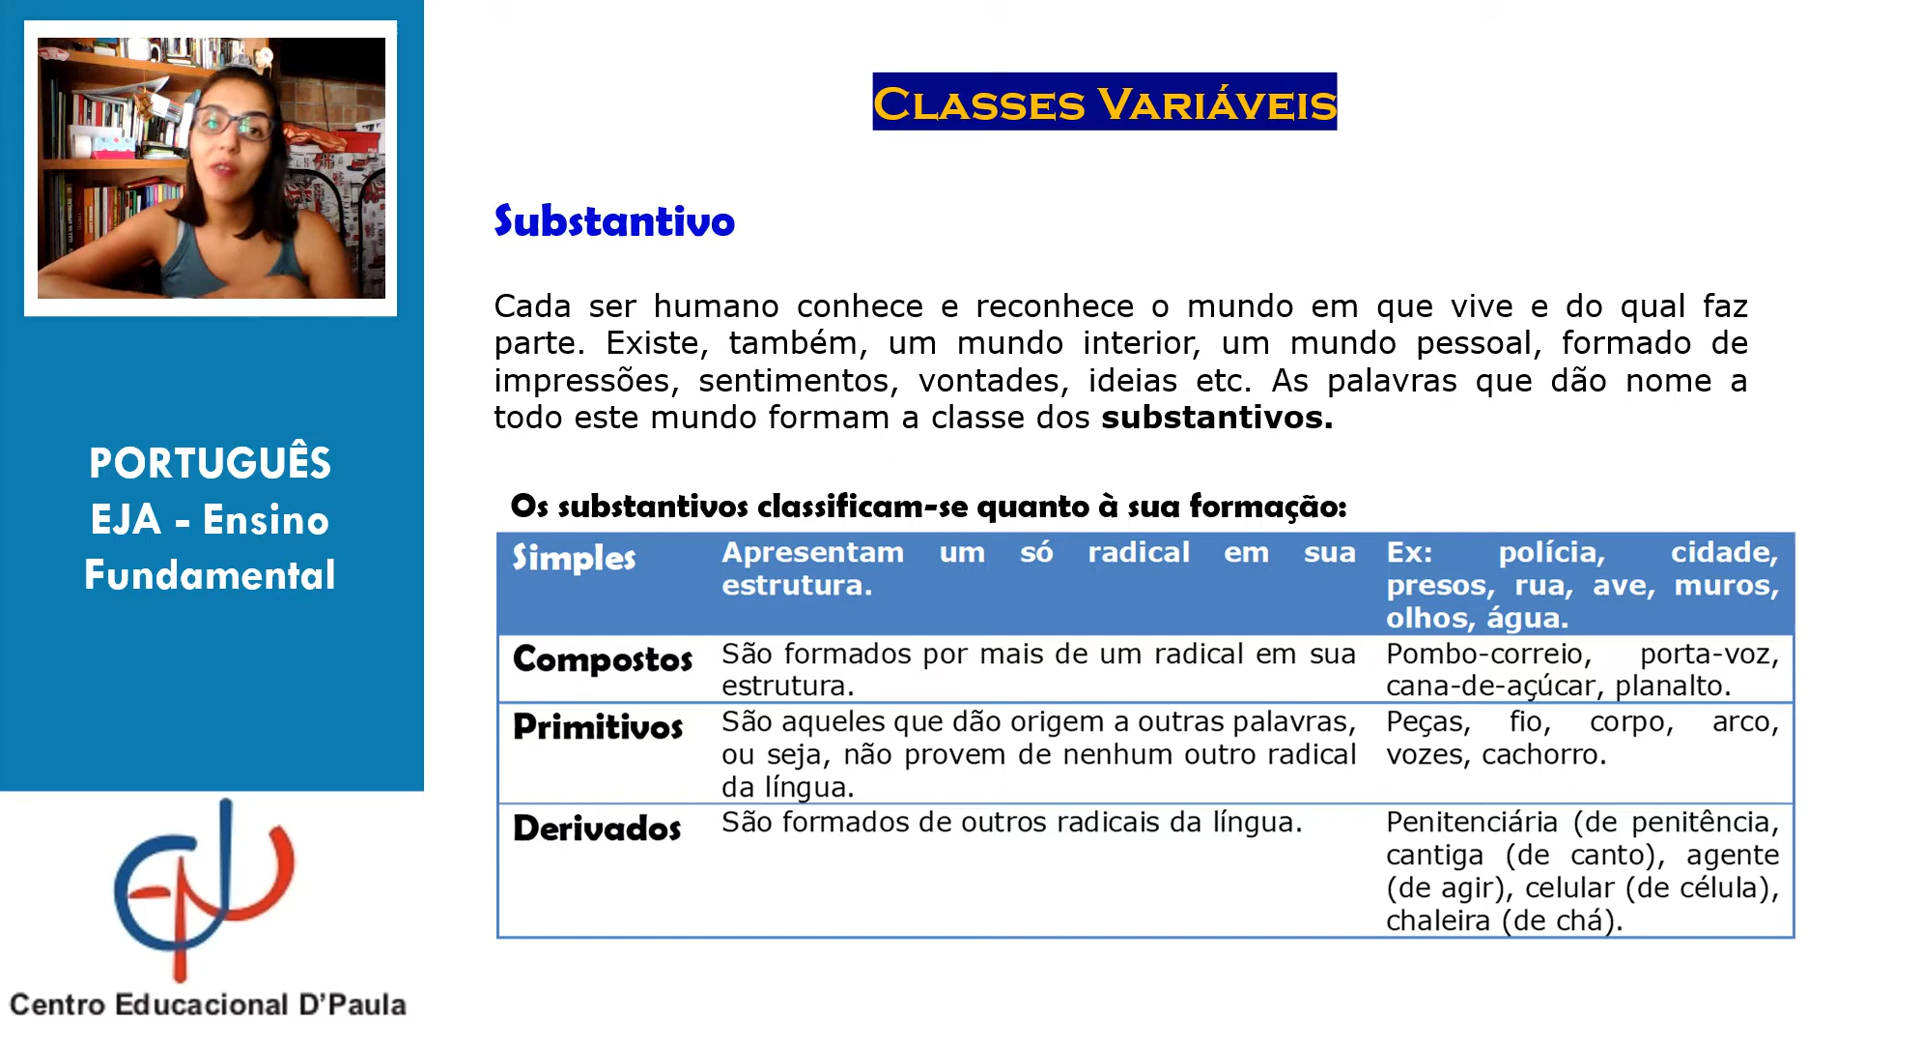 CLASSES VARIÁVEIS
Substantivo
Cada ser humano conhece e reconhece o mundo em que vive e do qual faz
parte. Existe, também, um mundo interior, um mundo pessoal, formado de
impressões, sentimentos, vontades, ideias etc. As palavras que dão nome a
todo este mundo formam a classe dos substantivos.
Os substantivos classificam-se quanto à sua formação:
Simples
Apresentam um só radical em sua
estrutura.
Ex: polícia, cidade,
presos, rua, ave, muros,
olhos, água.
Compostos
São formados por mais de um radical em sua
estrutura.
Pombo-correio, porta-voz,
cana-de-açúcar, planalto.
Primitivos
São aqueles que dão origem a outras palavras,
ou seja, não provem de nenhum outro radical
da língua.
Peças, fio, corpo, arco,
vozes, cachorro.
Derivados
São formados de outros radicais da língua.
Penitenciária (de penitência,
cantiga (de canto), agente
(de agir), celular (de célula),
chaleira (de chá).
PORTUGUÊS
EJA - Ensino
Fundamental
Centro Educacional D'Paula